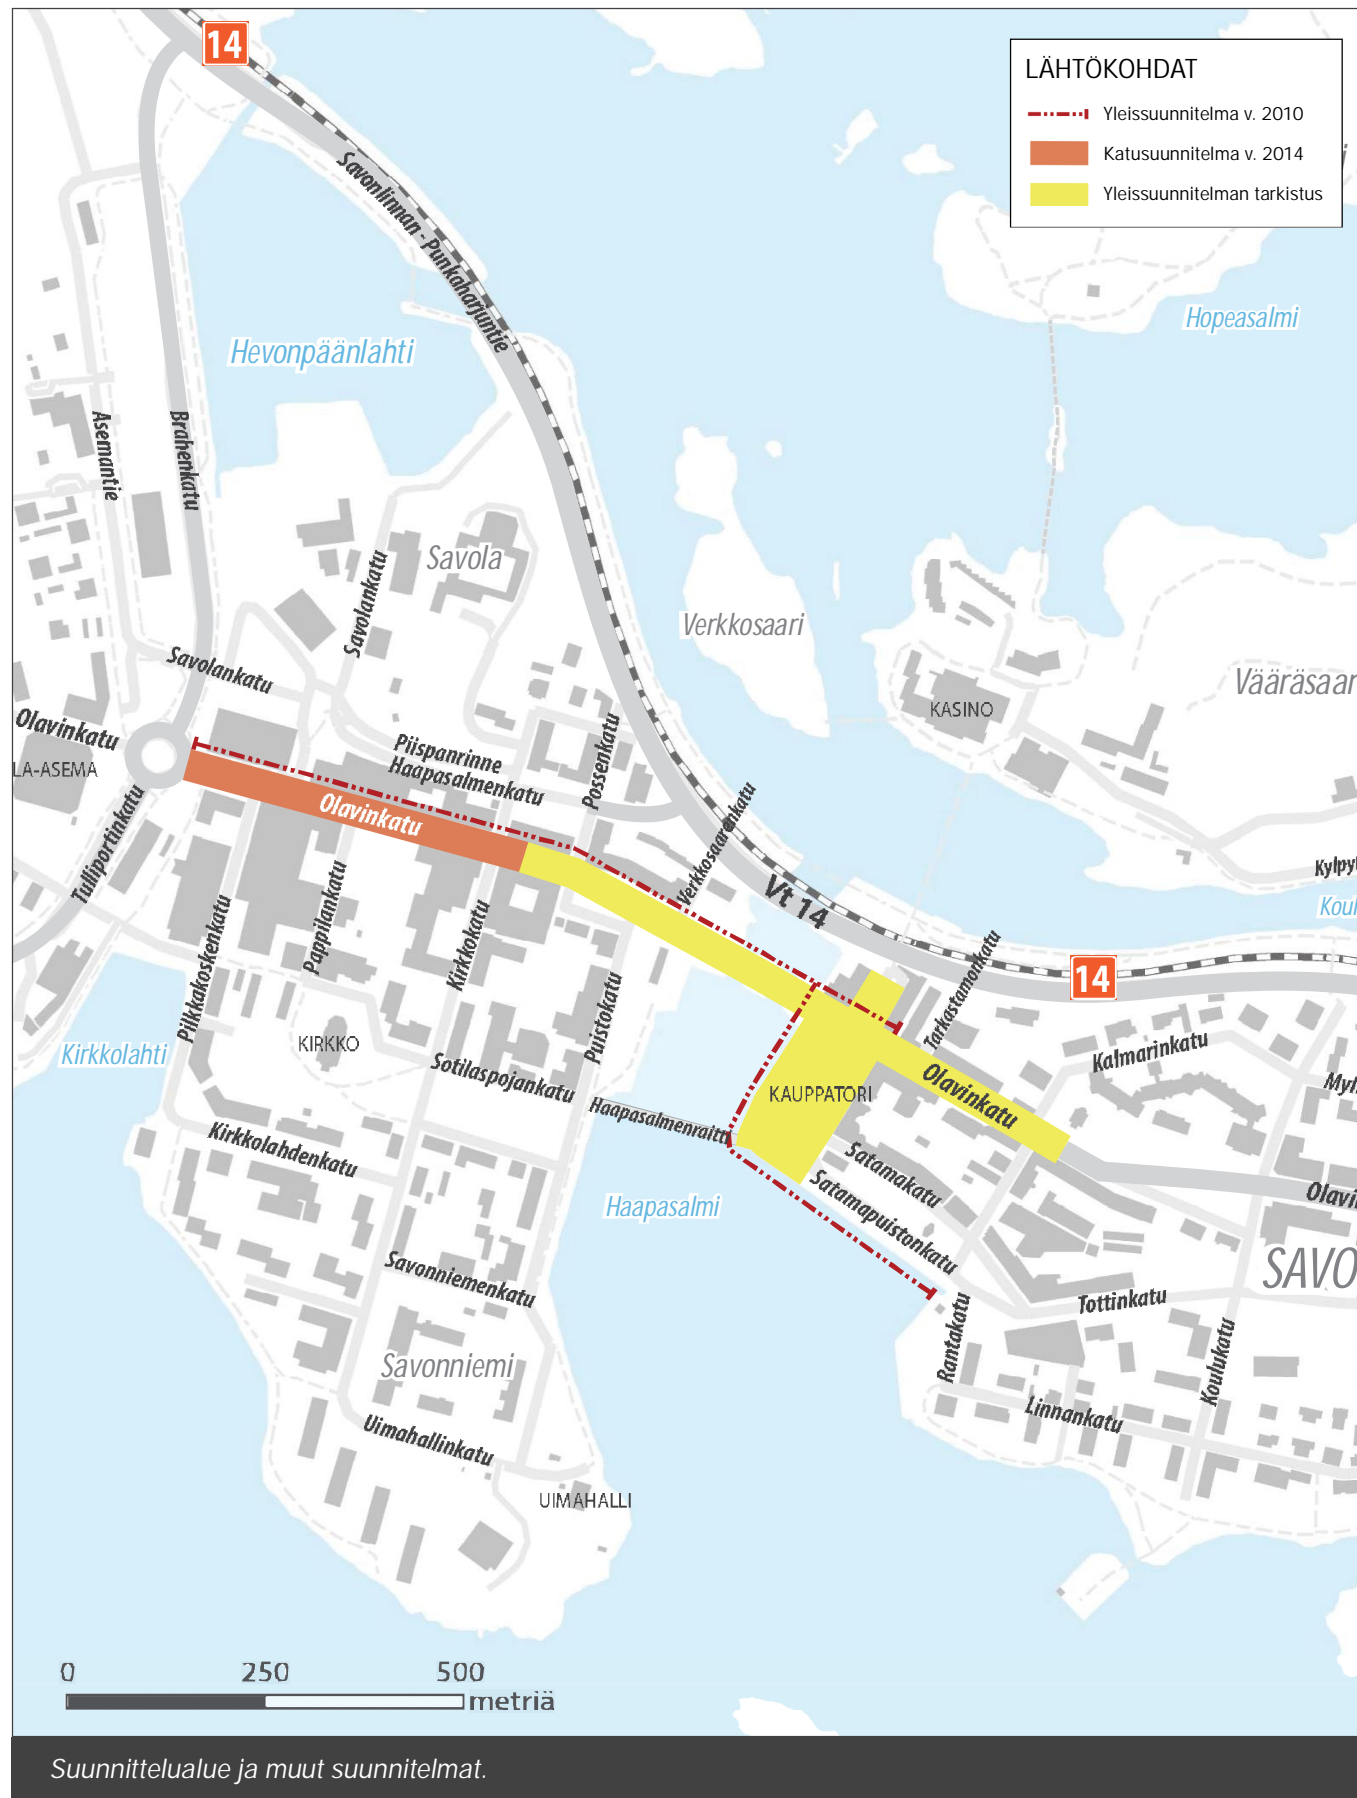 14
LÄHTÖKOHDAT
Yleissuunnitelma v. 2010
Katusuunnitelma v. 2014
Yleissuunnitelman tarkistus
Savonlinnan - Punkaharjuntie
Hopeasalmi
Hevonpäänlahti
Asemantie
Brahenkatu
Savola
Savolankatu
Verkkosaari
Savolankatu
Vääräsaar
KASINO
Olavinkatu
LA-ASEMA
Piispanrinne
Haapasalmenkatu
Possenkatu
Olavinkatu
Verkkosaarenkatu
Tulliportinkatu
Kylpy
Vt 14
Koul
Pappilankatu
Pilkkakoskenkatu
Kirkkokatu
Tarkastamonkatu
14
Puistokatu
KIRKKO
Kirkkolahti
Sotilaspojankatu
Kalmarinkatu
Olavinkatu
KAUPPATORI
Haapasalmenraitti
Kirkkolahdenkatu
Satamakatu
Satamapuistonkatu
Haapasalmi
Olavin
SAVO
Savonniemenkatu
Tottinkatu
Rantakatu
Koulukatu
Savonniemi
Linnankatu
Uimahallinkatu
UIMAHALLI
0 250 500
metriä
Suunnittelualue ja muut suunnitelmat.